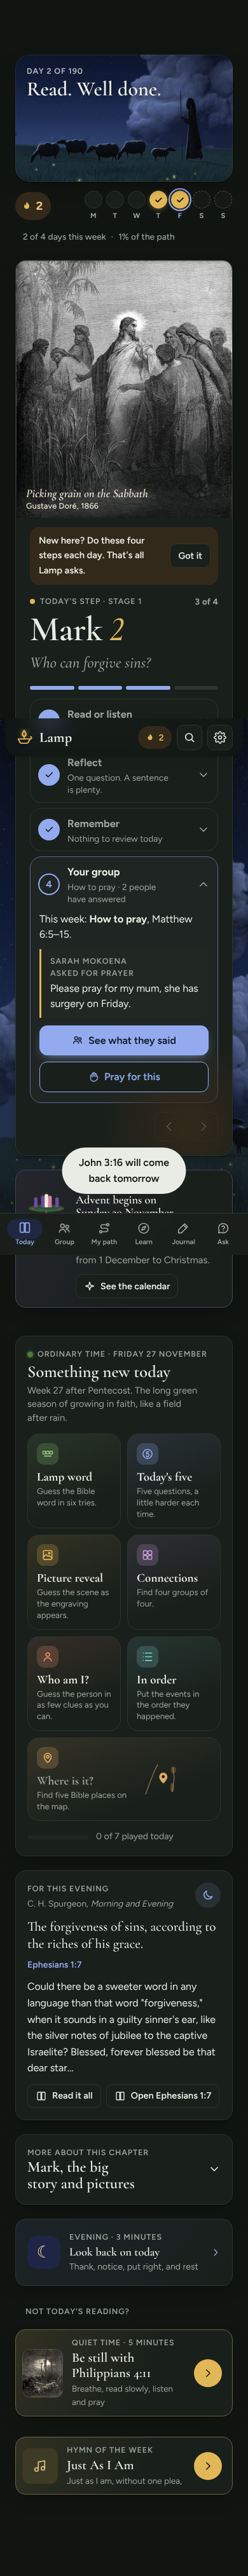 DAY 2 OF 190
Read. Well done.
2
M T W T F S S
2 of 4 days this week · 1% of the path
Picking grain on the Sabbath
Gustave Doré, 1866
New here? Do these four
steps each day. That's all
Lamp asks.
Got it
TODAY'S STEP · STAGE 1
3 of 4
Mark 2
Who can forgive sins?
Read or listen
Lamp
2
Reflect
One question. A sentence
is plenty.
Remember
Nothing to review today
4
Your group
How to pray · 2 people
have answered
This week: How to pray, Matthew
6:5–15.
SARAH MOKOENA
ASKED FOR PRAYER
Please pray for my mum, she has
surgery on Friday.
See what they said
Pray for this
John 3:16 will come
back tomorrow
Advent begins on
Sunday 29 November
Today
Group
My path
Learn
Journal
Ask
from 1 December to Christmas.
See the calendar
ORDINARY TIME · FRIDAY 27 NOVEMBER
Something new today
Week 27 after Pentecost. The long green
season of growing in faith, like a field
after rain.
Lamp word
Guess the Bible
word in six tries.
Today's five
Five questions, a
little harder each
time.
Picture reveal
Guess the scene as
the engraving
appears.
Connections
Find four groups of
four.
Who am I?
Guess the person in
as few clues as you
can.
In order
Put the events in
the order they
happened.
Where is it?
Find five Bible places on
the map.
0 of 7 played today
FOR THIS EVENING
C. H. Spurgeon, Morning and Evening
The forgiveness of sins, according to
the riches of his grace.
Ephesians 1:7
Could there be a sweeter word in any
language than that word "forgiveness,"
when it sounds in a guilty sinner's ear, like
the silver notes of jubilee to the captive
Israelite? Blessed, forever blessed be that
dear star…
Read it all
Open Ephesians 1:7
MORE ABOUT THIS CHAPTER
Mark, the big
story and pictures
EVENING · 3 MINUTES
Look back on today
Thank, notice, put right, and rest
NOT TODAY'S READING?
QUIET TIME · 5 MINUTES
Be still with
Philippians 4:11
Breathe, read slowly, listen
and pray
HYMN OF THE WEEK
Just As I Am
Just as I am, without one plea,